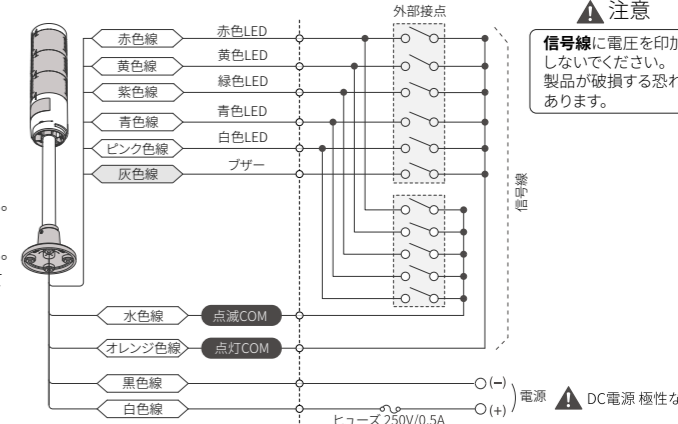 外部接点
注意
信号線に電圧を印加
しないでください。
製品が破損する恐れ
あります。
赤色線 赤色LED
黄色線 黄色LED
紫色線 緑色LED
青色線 青色LED
ピンク色線 白色LED
灰色線 ブザー
信号線
。
。
水色線 点滅COM
オレンジ色線 点灯COM
黒色線 (−)
白色線 (+)
電源
DC電源 極性な
ヒューズ 250V/0.5A